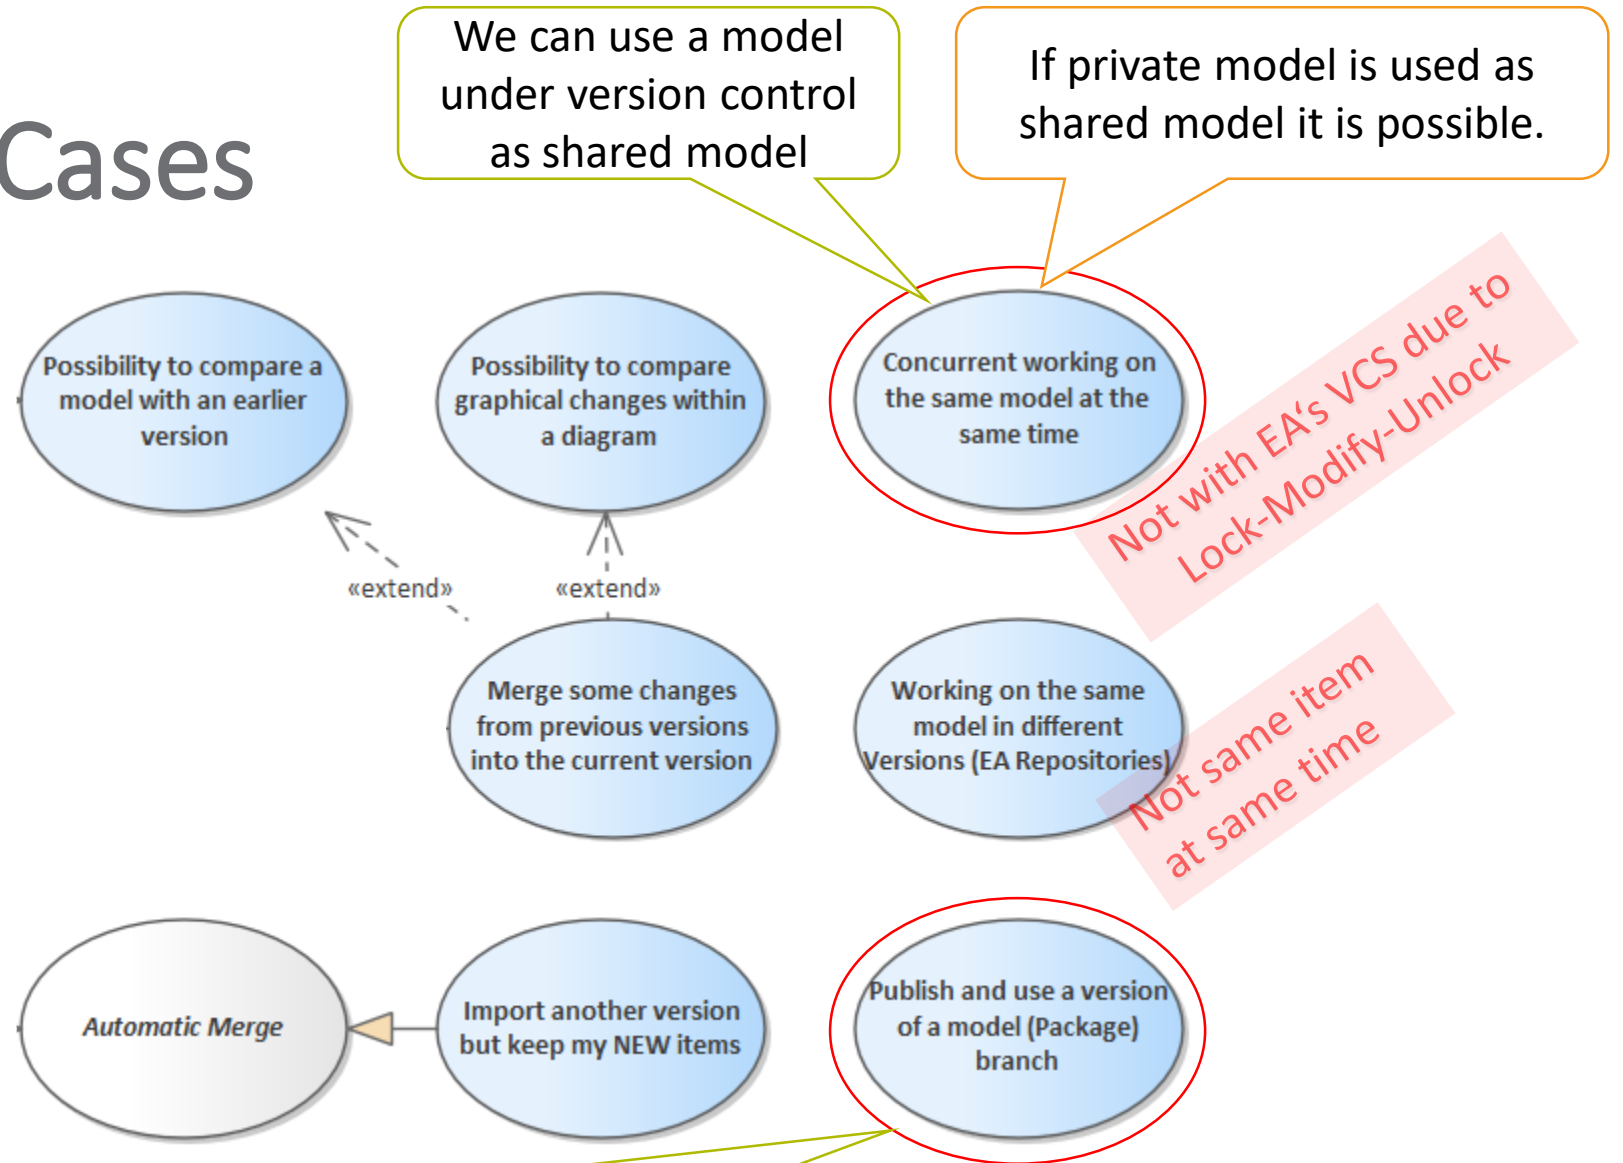 Cases
We can use a model
under version control
as shared model
If private model is used as
shared model it is possible.
Possibility to compare a
model with an earlier
version
Possibility to compare
graphical changes within
a diagram
Concurrent working on
the same model at the
same time
Not with EA‘s VCS due to
Lock-Modify-Unlock
«extend»
«extend»
Merge some changes
from previous versions
into the current version
Working on the same
model in different
Versions (EA Repositories)
Not same item
at same time
Automatic Merge
Import another version
but keep my NEW items
Publish and use a version
of a model (Package)
branch